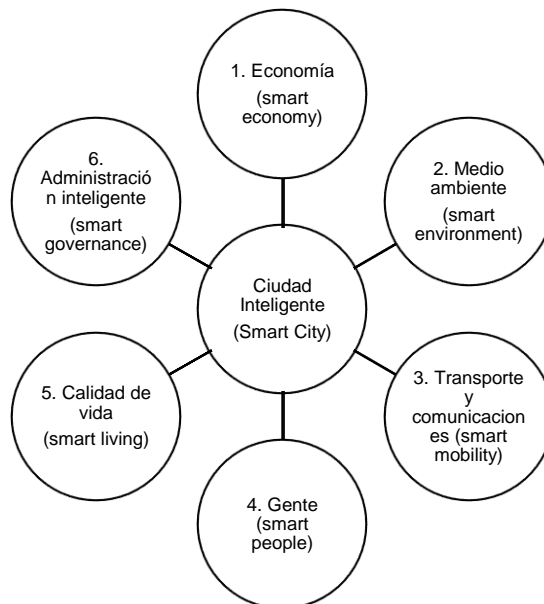 1. Economía
(smart
economy)
2. Medio
ambiente
(smart
environment)
3. Transporte
y
comunicacion
es (smart
mobility)
4. Gente
(smart
people)
5. Calidad de
vida
(smart living)
6.
Administració
n inteligente
(smart
governance)
Ciudad
Inteligente
(Smart City)